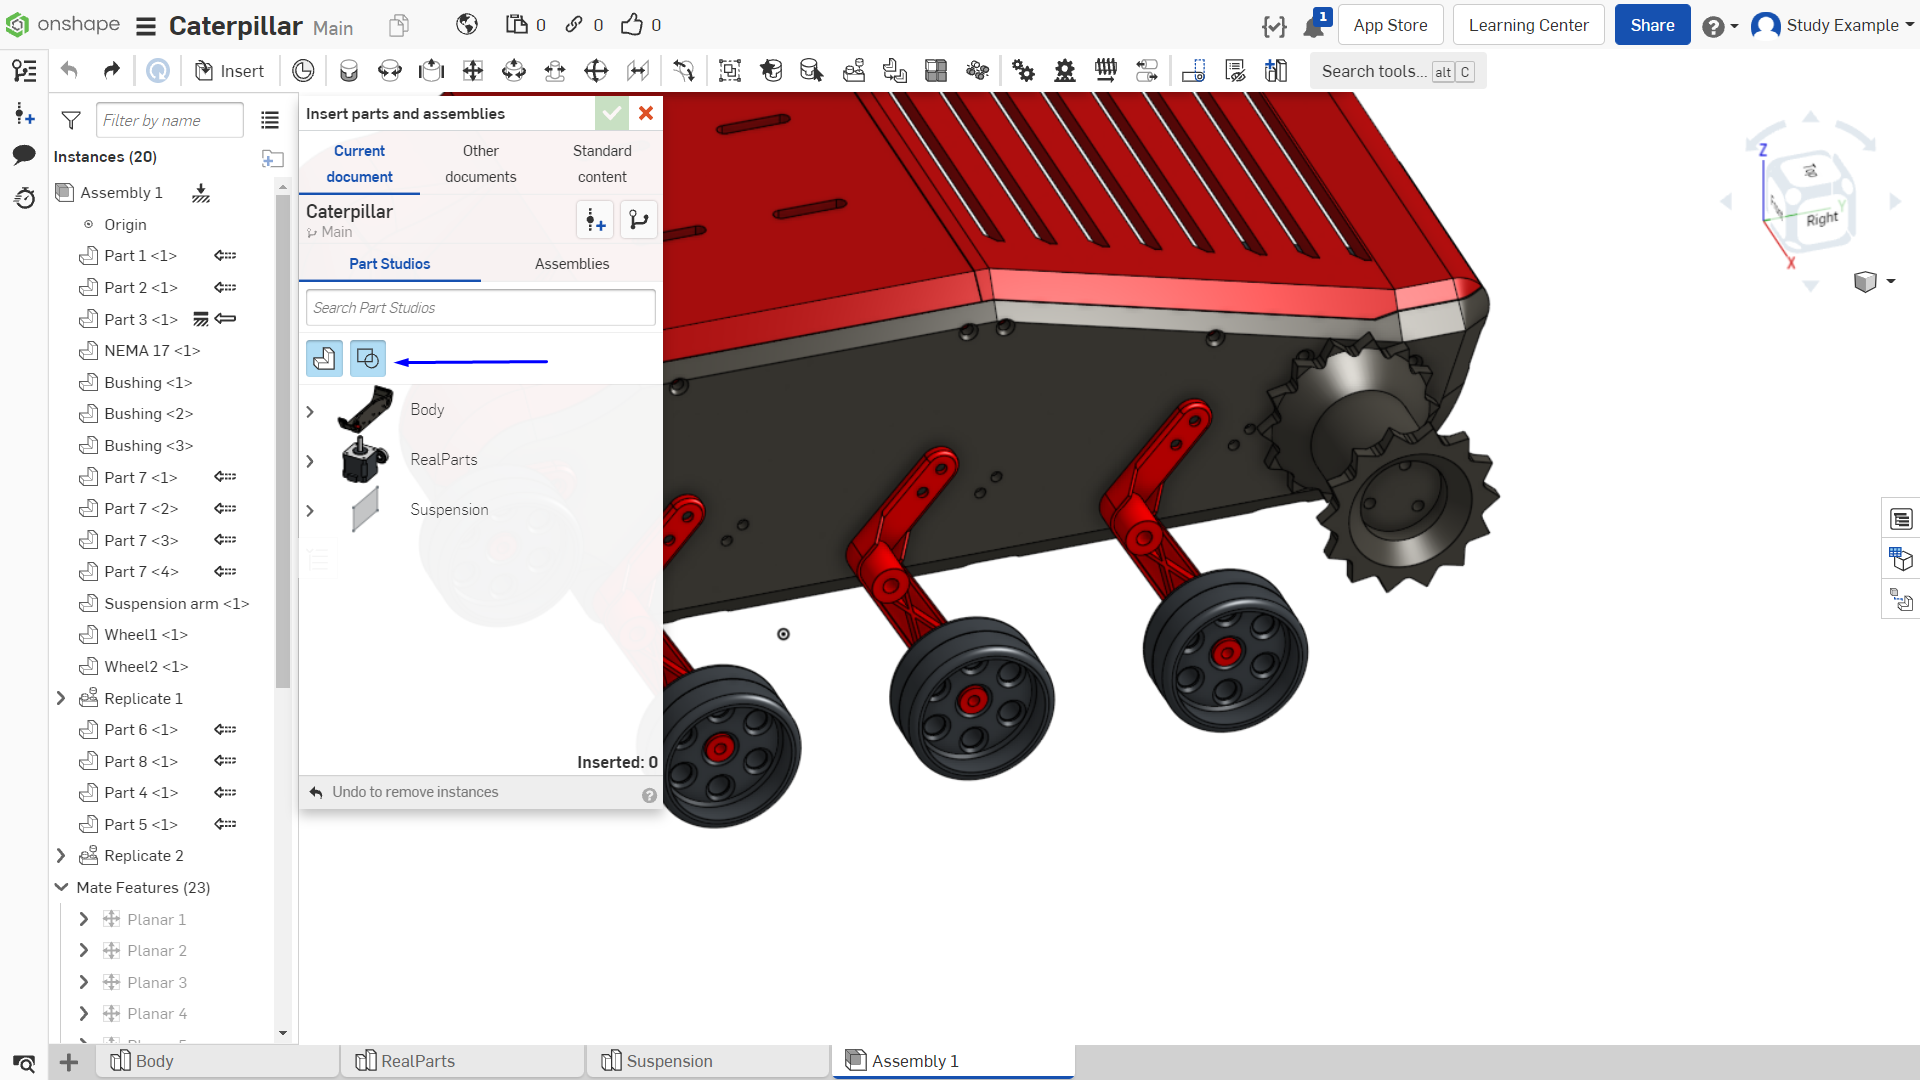 onshape Caterpillar Main 0 0 0 1 App Store Learning Center Share Study Example
Insert Search tools... alt C
Filter by name
Instances (20)
Assembly 1
Origin
Part 1 <1>
Part 2 <1>
Part 3 <1>
NEMA 17 <1>
Bushing <1>
Bushing <2>
Bushing <3>
Part 7 <1>
Part 7 <2>
Part 7 <3>
Part 7 <4>
Suspension arm <1>
Wheel1 <1>
Wheel2 <1>
Replicate 1
Part 6 <1>
Part 8 <1>
Part 4 <1>
Part 5 <1>
Replicate 2
Mate Features (23)
Planar 1
Planar 2
Planar 3
Planar 4
Insert parts and assemblies
Current document
Other documents
Standard content
Caterpillar
Main
Part Studios Assemblies
Search Part Studios
Body
RealParts
Suspension
Inserted: 0
Undo to remove instances
Z
Top
Right
Y
X
Body RealParts Suspension Assembly 1